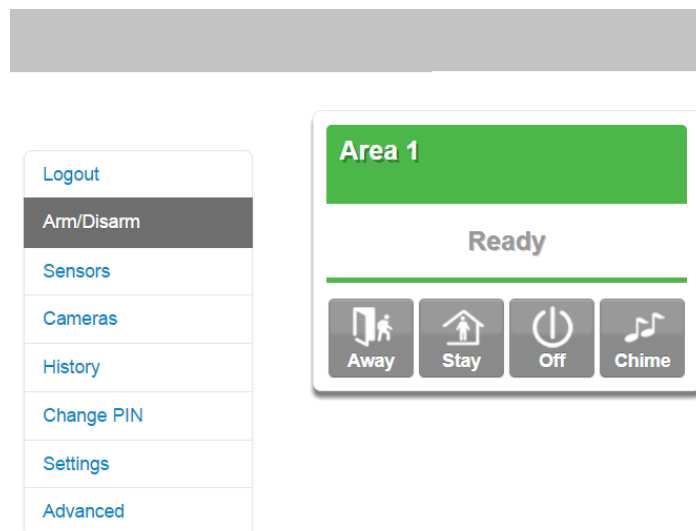 Logout
Arm/Disarm
Sensors
Cameras
History
Change PIN
Settings
Advanced
Area 1
Ready
Away Stay Off Chime